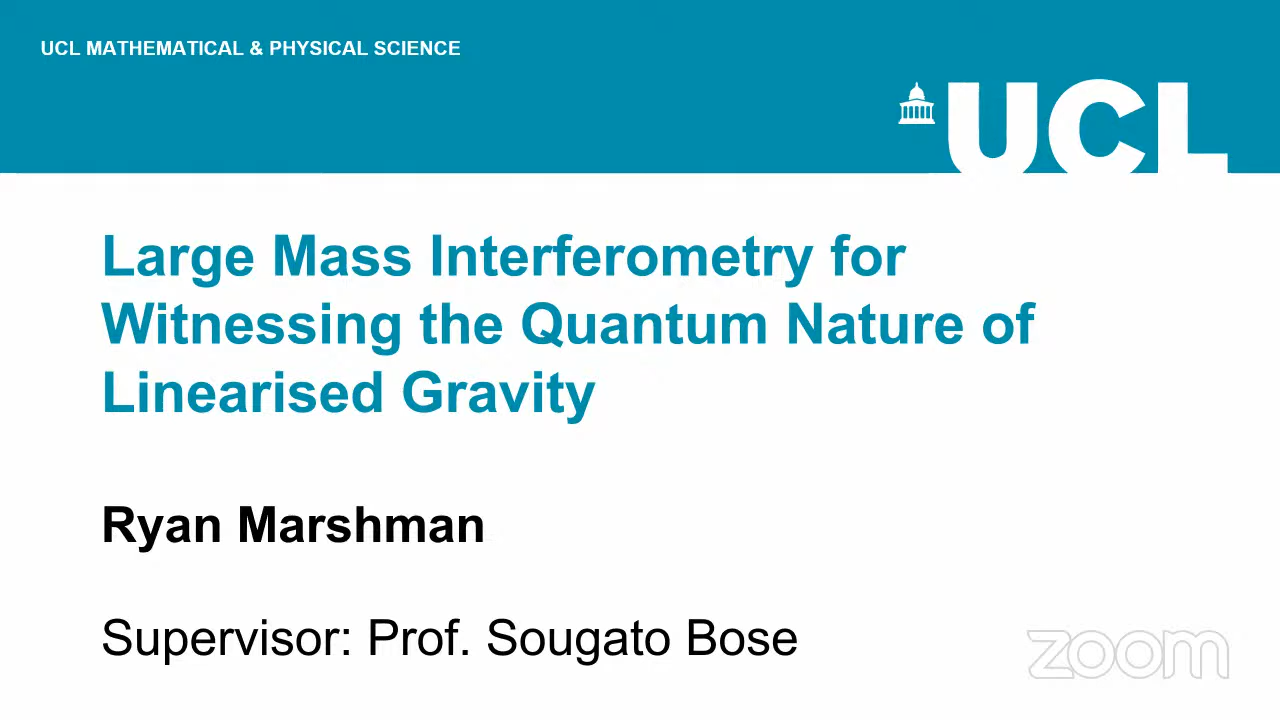 UCL MATHEMATICAL & PHYSICAL SCIENCE
UCL
Large Mass Interferometry for
Witnessing the Quantum Nature of
Linearised Gravity
Ryan Marshman
Supervisor: Prof. Sougato Bose
zoom